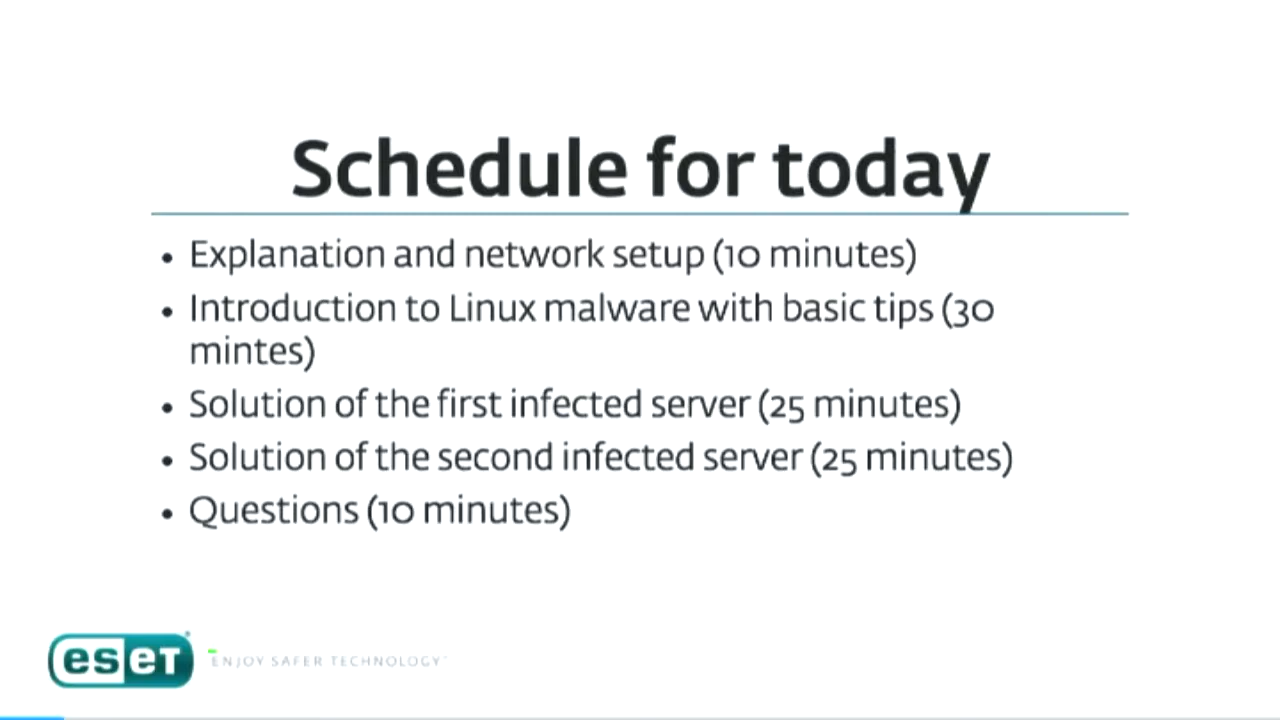 Schedule for today
• Explanation and network setup (10 minutes)
• Introduction to Linux malware with basic tips (30
mintes)
• Solution of the first infected server (25 minutes)
• Solution of the second infected server (25 minutes)
• Questions (10 minutes)
eset ENJOY SAFER TECHNOLOGY